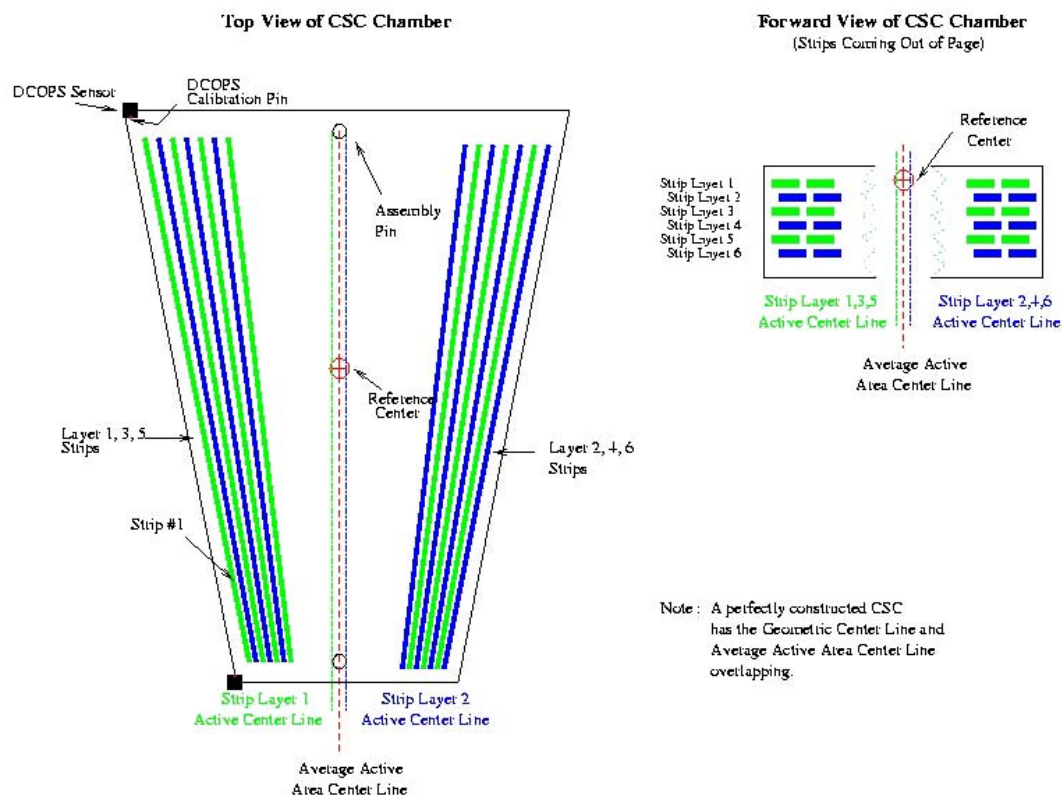 Top View of CSC Chamber
DCOPS Sensor
DCOPS
Calibration Pin
Assembly
Pin
Reference
Center
Layer 1, 3, 5
Strips
Layer 2, 4, 6
Strips
Strip #1
Strip Layer 1
Active Center Line
Strip Layer 2
Active Center Line
Average Active
Area Center Line
Forward View of CSC Chamber
(Strips Coming Out of Page)
Reference
Center
Strip Layer 1
Strip Layer 2
Strip Layer 3
Strip Layer 4
Strip Layer 5
Strip Layer 6
Strip Layer 1,3,5
Active Center Line
Strip Layer 2,4,6
Active Center Line
Average Active
Area Center Line
Note : A perfectly constructed CSC
has the Geometric Center Line and
Average Active Area Center Line
overlapping.